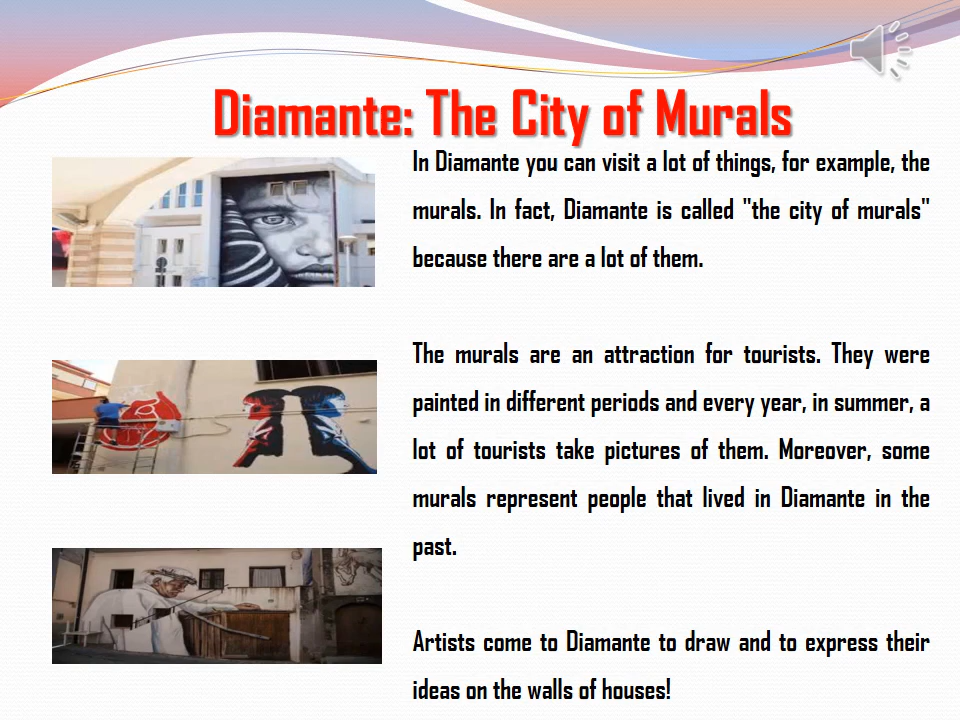 Diamante: The City of Murals
In Diamante you can visit a lot of things, for example, the
murals. In fact, Diamante is called "the city of murals"
because there are a lot of them.
The murals are an attraction for tourists. They were
painted in different periods and every year, in summer, a
lot of tourists take pictures of them. Moreover, some
murals represent people that lived in Diamante in the
past.
Artists come to Diamante to draw and to express their
ideas on the walls of houses!